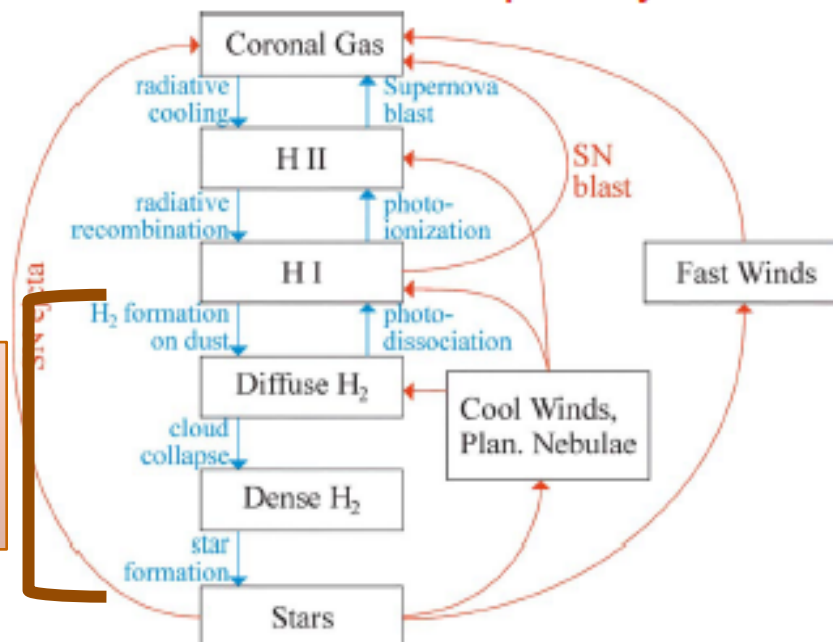 Coronal Gas
radiative
cooling
Supernova
blast
H II
SN
blast
radiative
recombination
photo-
ionization
H I
Fast Winds
H₂ formation
on dust
photo-
dissociation
Diffuse H₂
Cool Winds,
Plan. Nebulae
cloud
collapse
Dense H₂
star
formation
Stars
SN